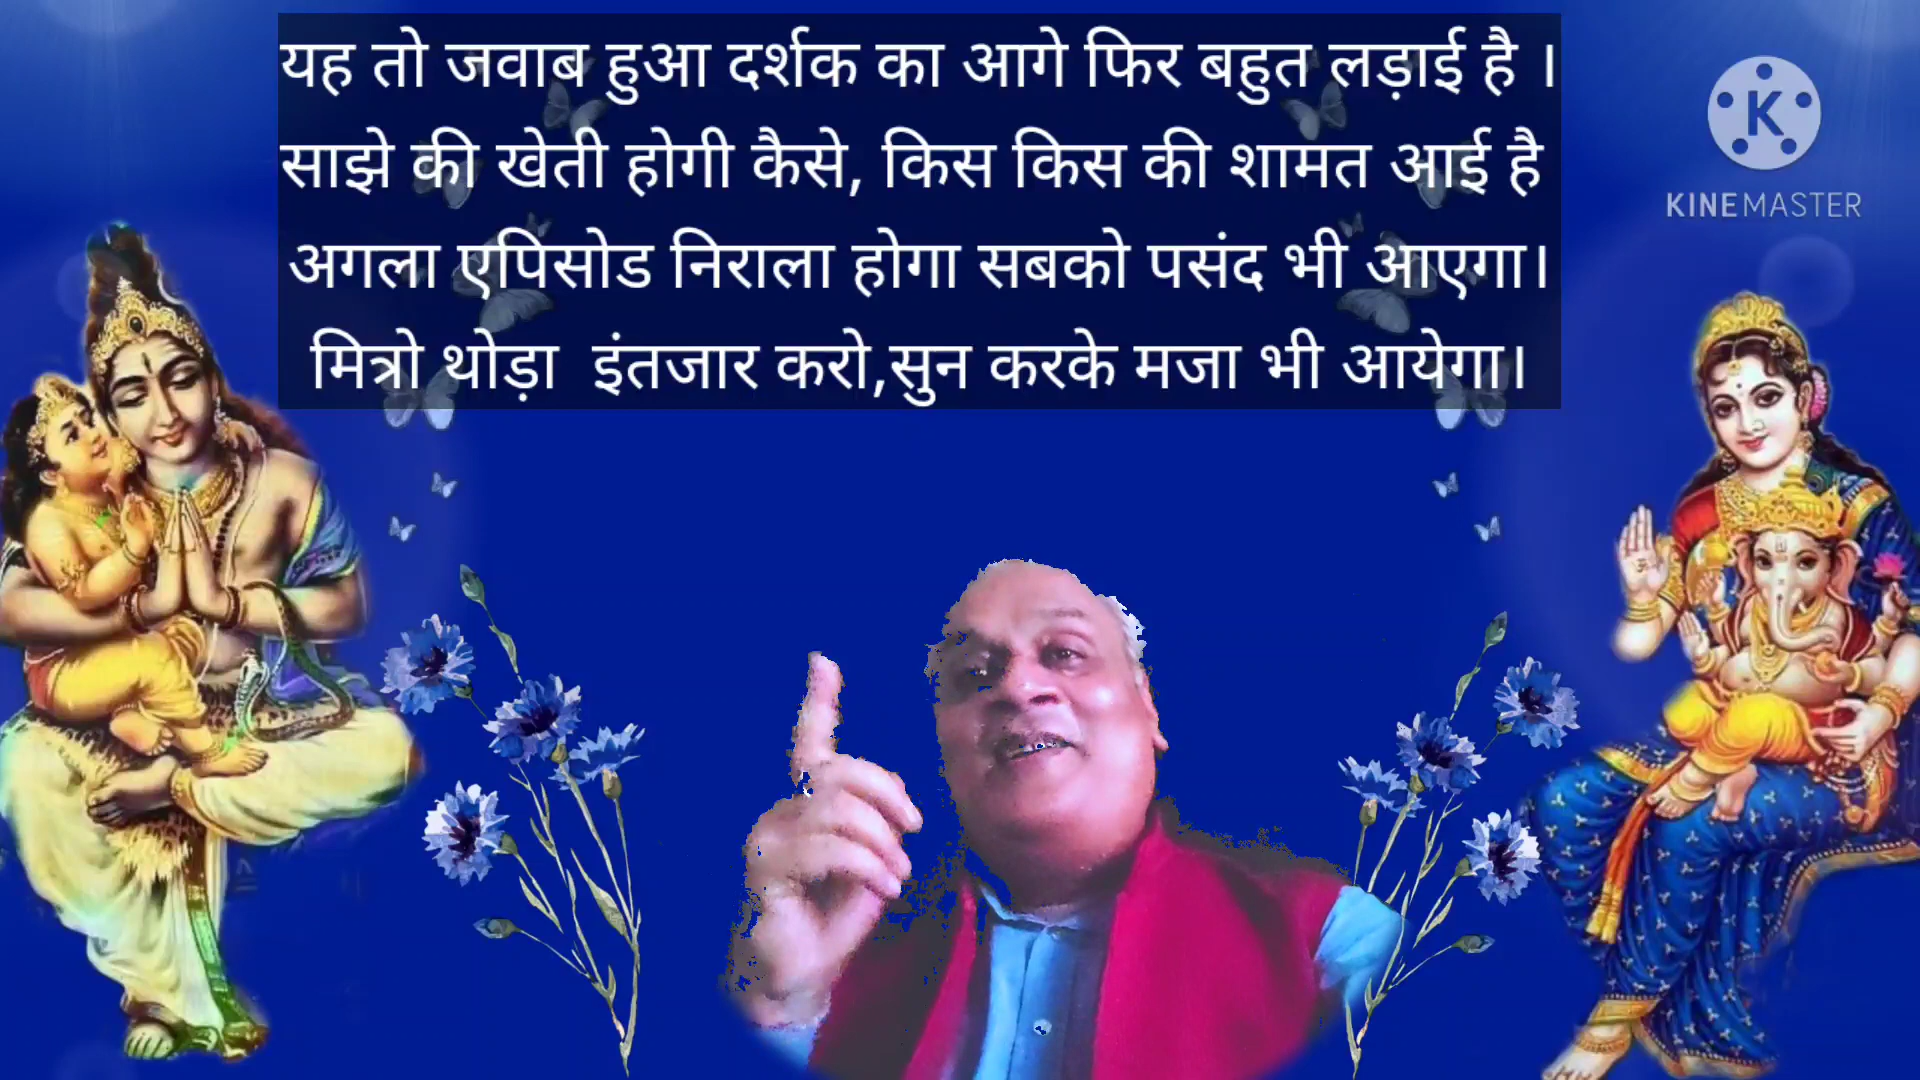 यह तो जवाब हुआ दर्शक का आगे फिर बहुत लड़ाई है ।
साझे की खेती होगी कैसे, किस किस की शामत आई है
अगला एपिसोड निराला होगा सबको पसंद भी आएगा।
मित्रो थोड़ा  इंतजार करो,सुन करके मजा भी आयेगा।
K
KINEMASTER